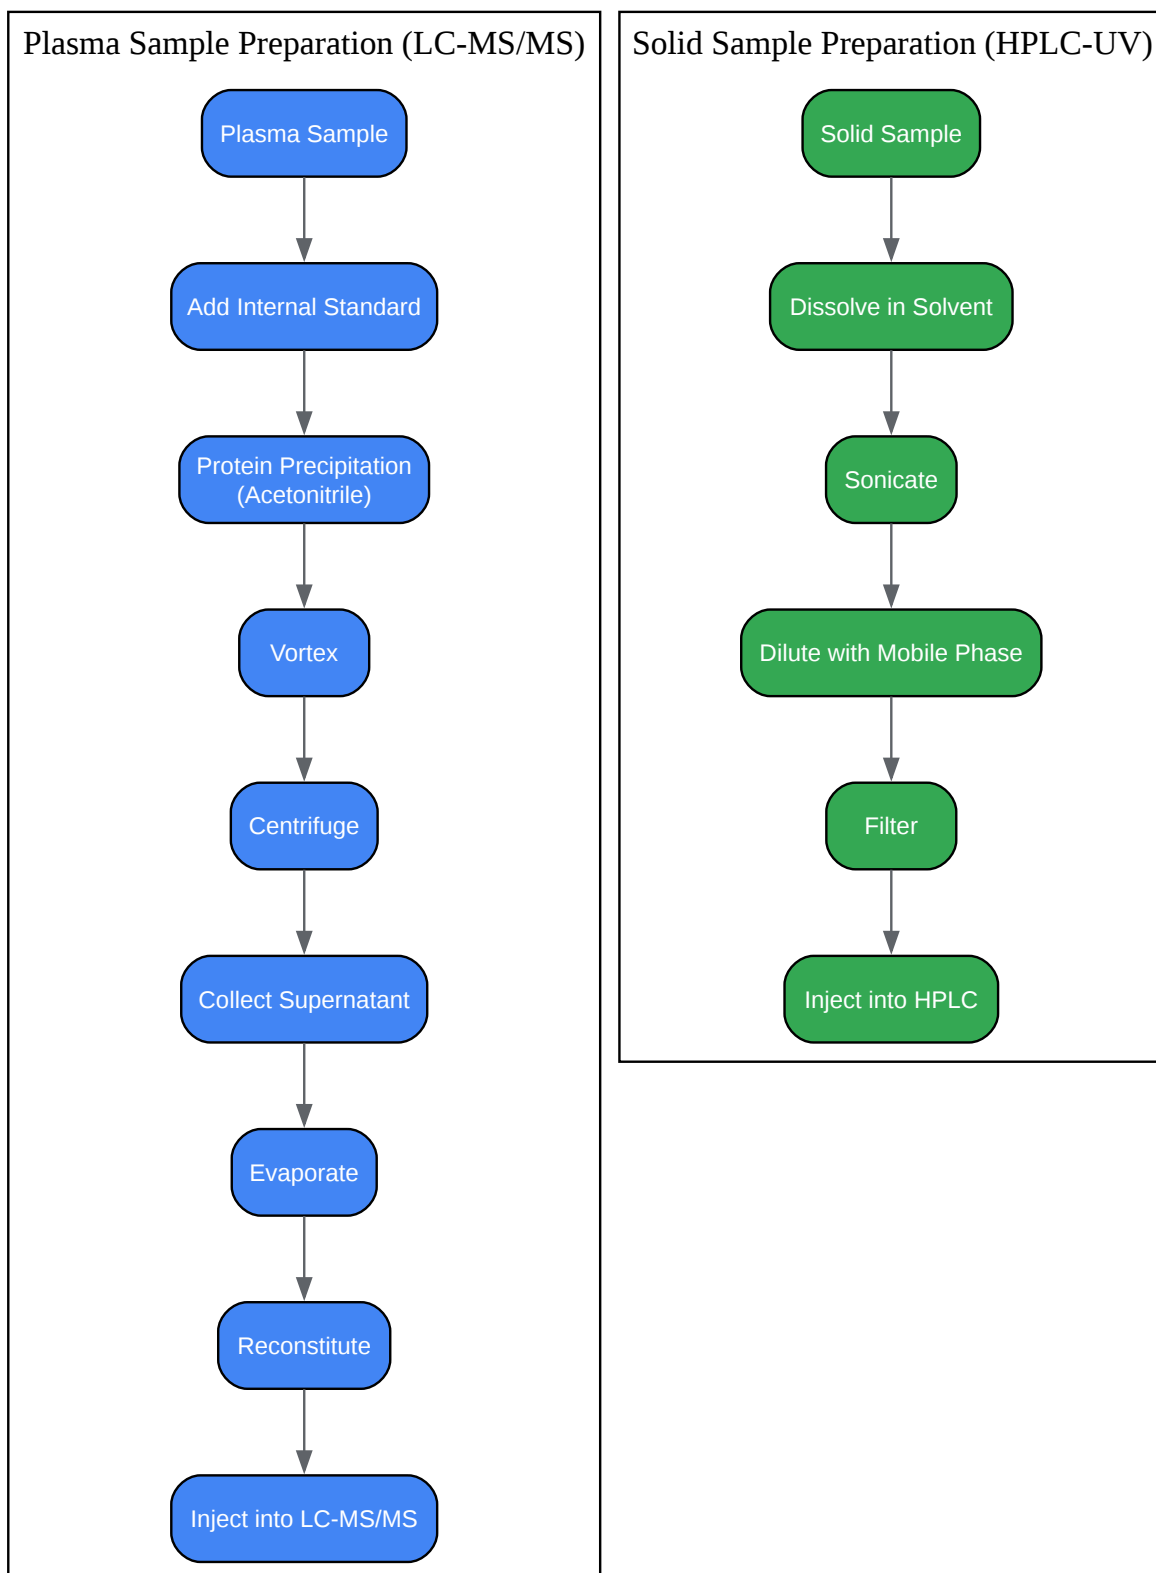 Plasma Sample Preparation (LC-MS/MS)
Plasma Sample
Add Internal Standard
Protein Precipitation
(Acetonitrile)
Vortex
Centrifuge
Collect Supernatant
Evaporate
Reconstitute
Inject into LC-MS/MS
Solid Sample Preparation (HPLC-UV)
Solid Sample
Dissolve in Solvent
Sonicate
Dilute with Mobile Phase
Filter
Inject into HPLC